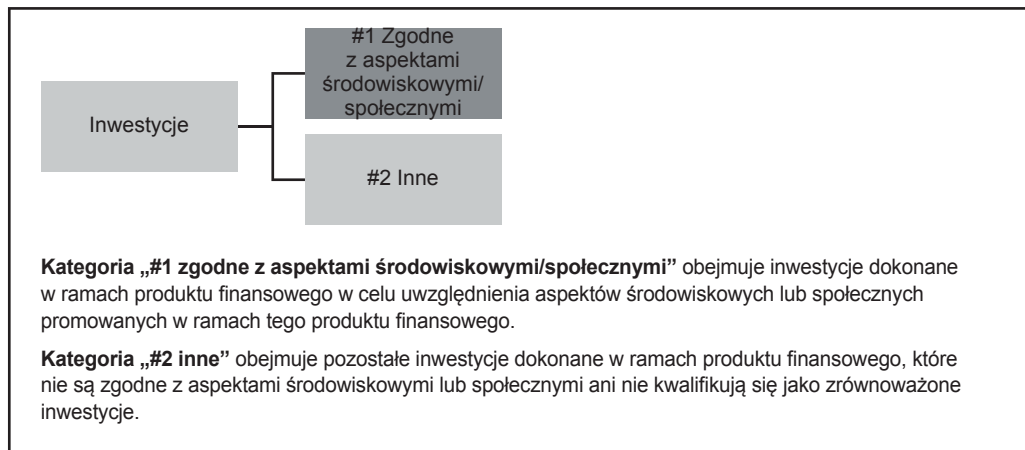 #1 Zgodne
z aspektami
środowiskowymi/
społecznymi
Inwestycje
#2 Inne
Kategoria „#1 zgodne z aspektami środowiskowymi/społecznymi” obejmuje inwestycje dokonane
w ramach produktu finansowego w celu uwzględnienia aspektów środowiskowych lub społecznych
promowanych w ramach tego produktu finansowego.
Kategoria „#2 inne” obejmuje pozostałe inwestycje dokonane w ramach produktu finansowego, które
nie są zgodne z aspektami środowiskowymi lub społecznymi ani nie kwalifikują się jako zrównoważone
inwestycje.